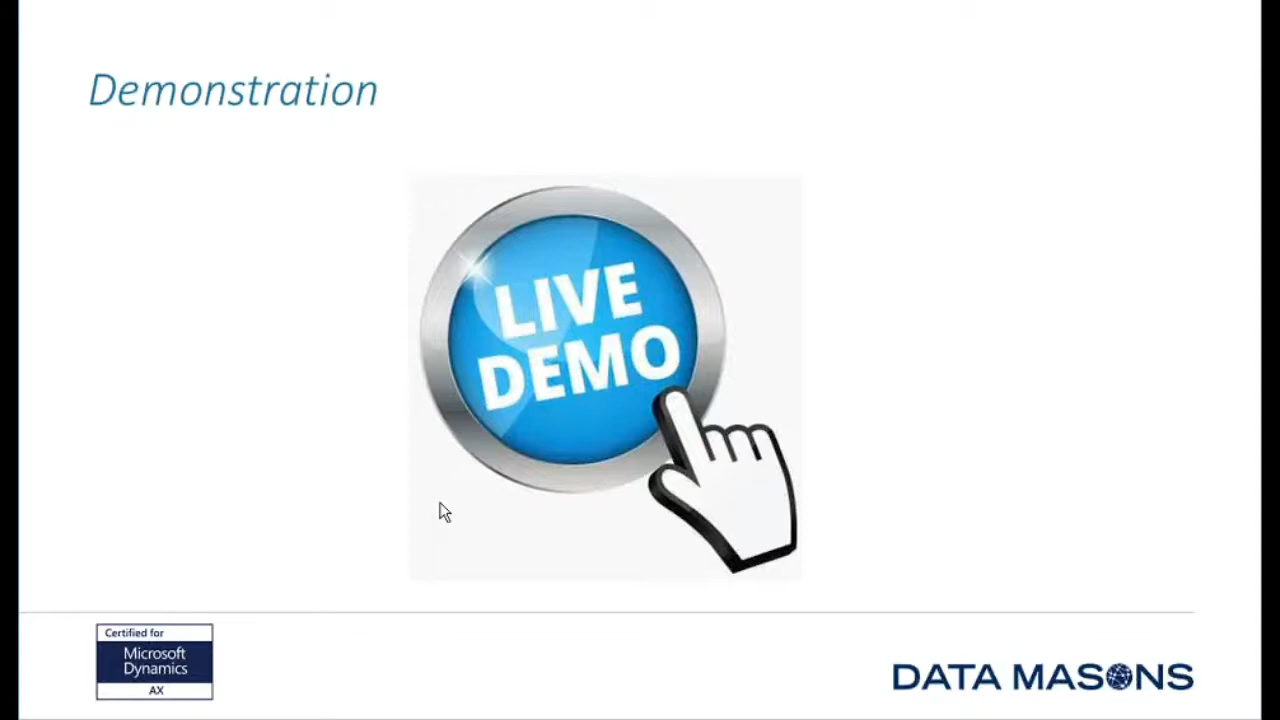 Demonstration
LIVE
DEMO
Certified for
Microsoft
Dynamics
AX
DATA MASONS